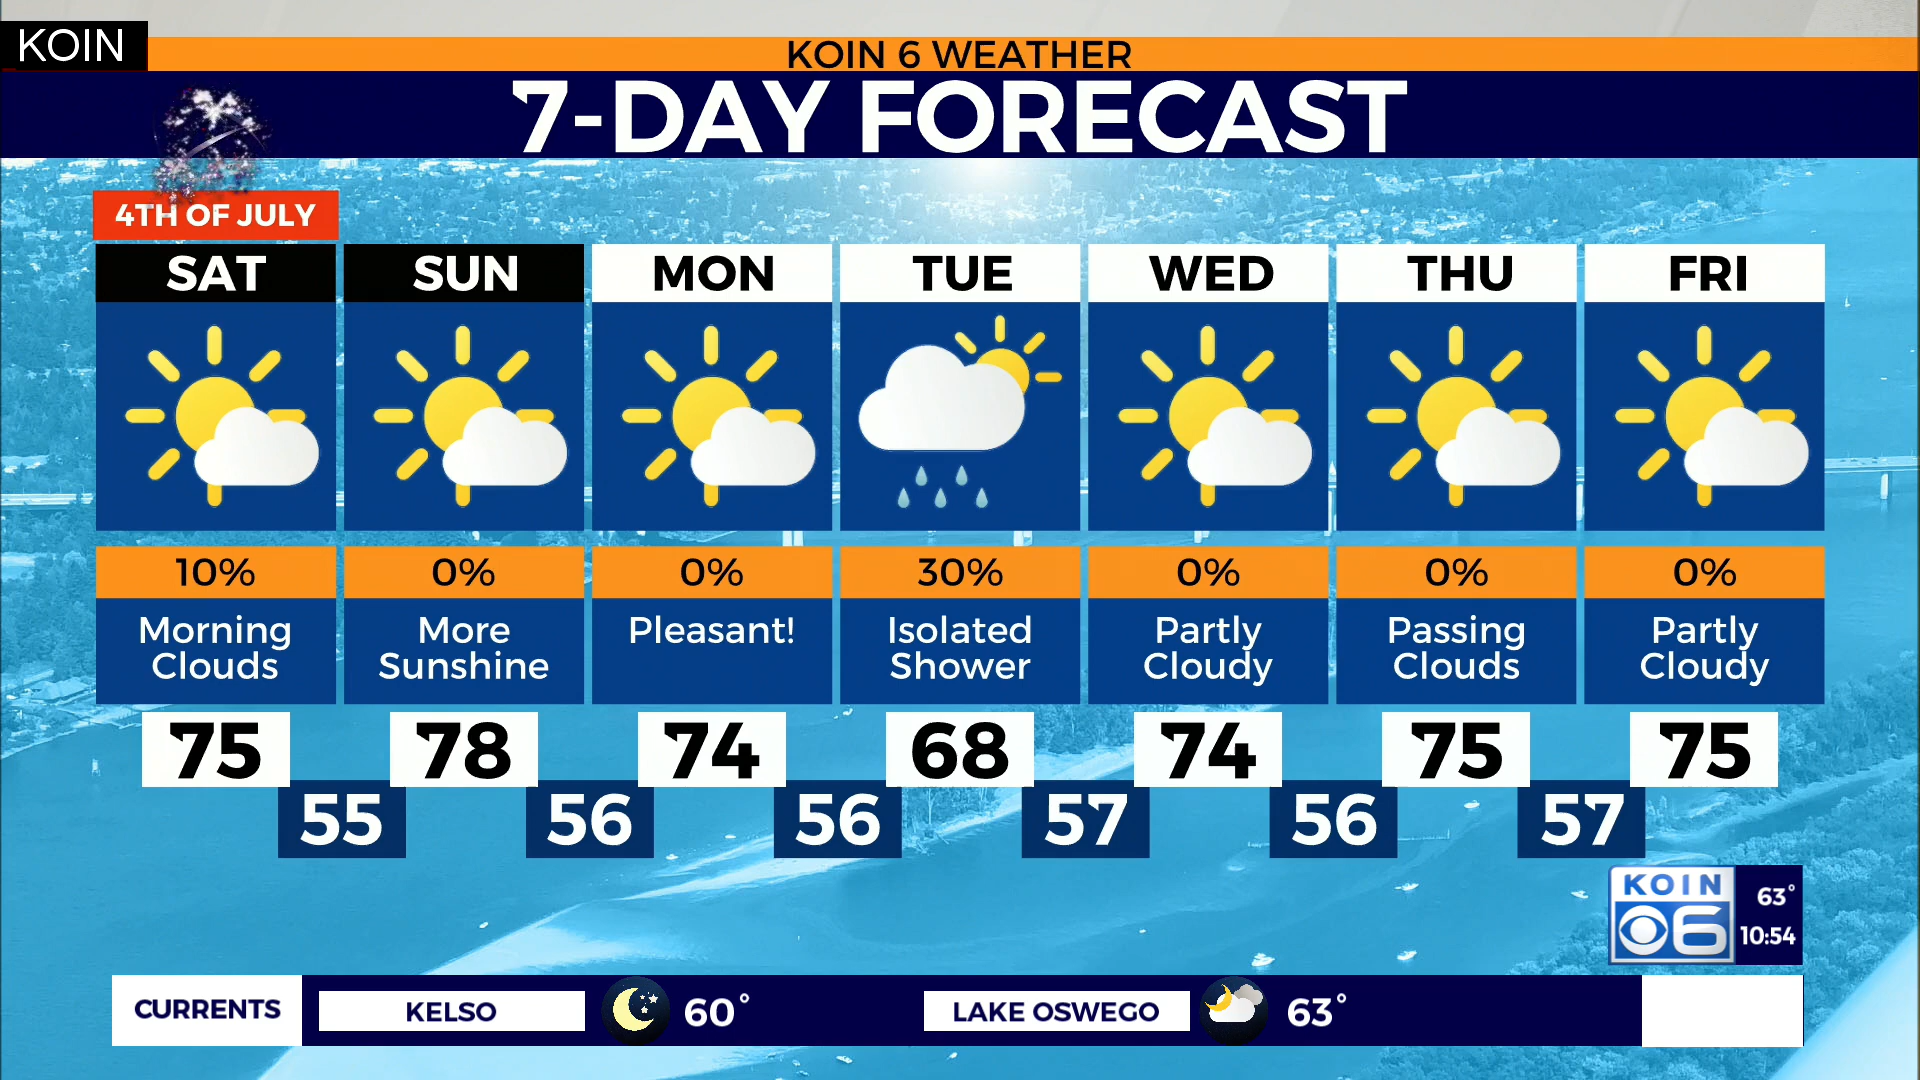 KOIN
KOIN 6 WEATHER
7-DAY FORECAST
4TH OF JULY
SAT SUN MON TUE WED THU FRI
10% 0% 0% 30% 0% 0% 0%
Morning Clouds
More Sunshine
Pleasant!
Isolated Shower
Partly Cloudy
Passing Clouds
Partly Cloudy
75 78 74 68 74 75 75
55 56 56 57 56 57
KOIN 6
63°
10:54
CURRENTS KELSO 60° LAKE OSWEGO 63°